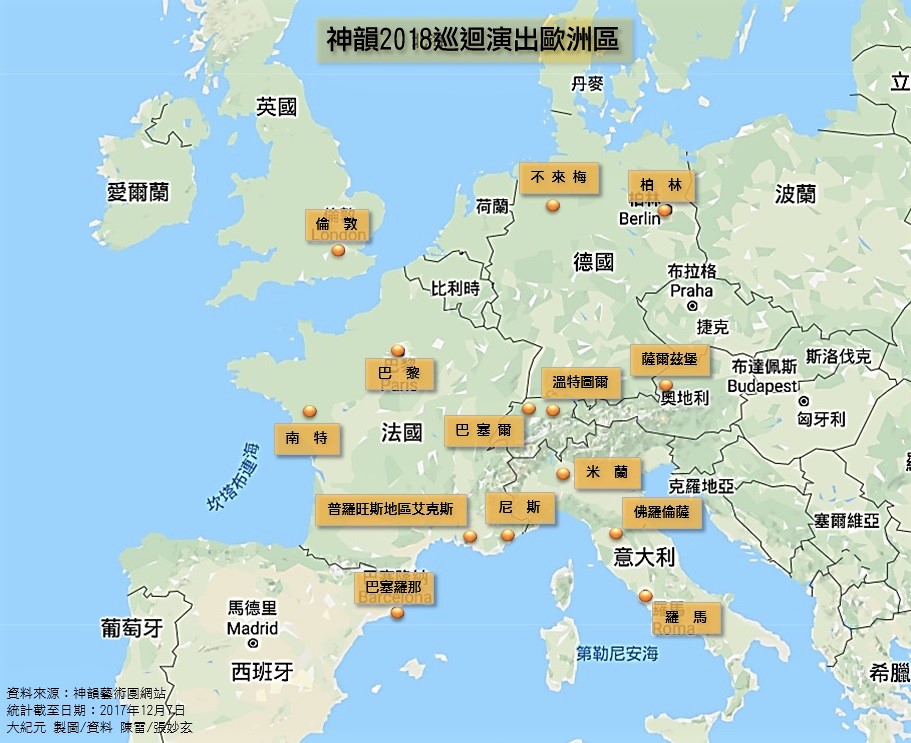 神韻2018巡迴演出歐洲區
丹麥
立
英國
愛爾蘭
不來梅
柏林
荷蘭
Berlin
波蘭
倫敦
London
德國
比利時
布拉格
Praha
捷克
巴黎
Paris
薩爾茲堡
布達佩斯
Budapest
斯洛伐克
溫特圖爾
奧地利
匈牙利
南特
法國
巴塞爾
坎塔布連海
米蘭
克羅地亞
普羅旺斯地區艾克斯
尼斯
佛羅倫薩
塞爾維亞
意大利
巴塞羅那
Barcelona
馬德里
Madrid
羅馬
Roma
葡萄牙
西班牙
第勒尼安海
希臘
資料來源：神韻藝術團網站
統計截至日期：2017年12月7日
大紀元 製圖/資料 陳雷/張妙玄